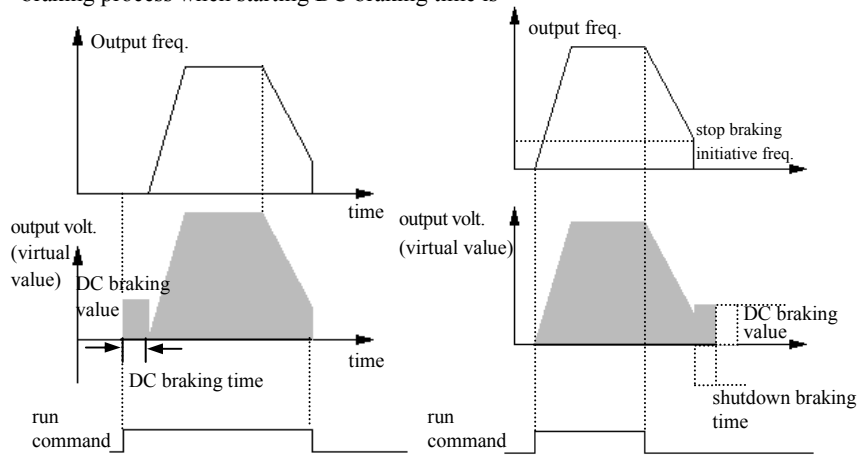 braking process when starting DC braking time is
Output freq.
time
output volt.
(virtual
value)
DC braking
value
time
DC braking time
run
command
output freq.
stop braking
initiative freq.
output volt.
(virtual value)
DC braking
value
shutdown braking
time
run
command